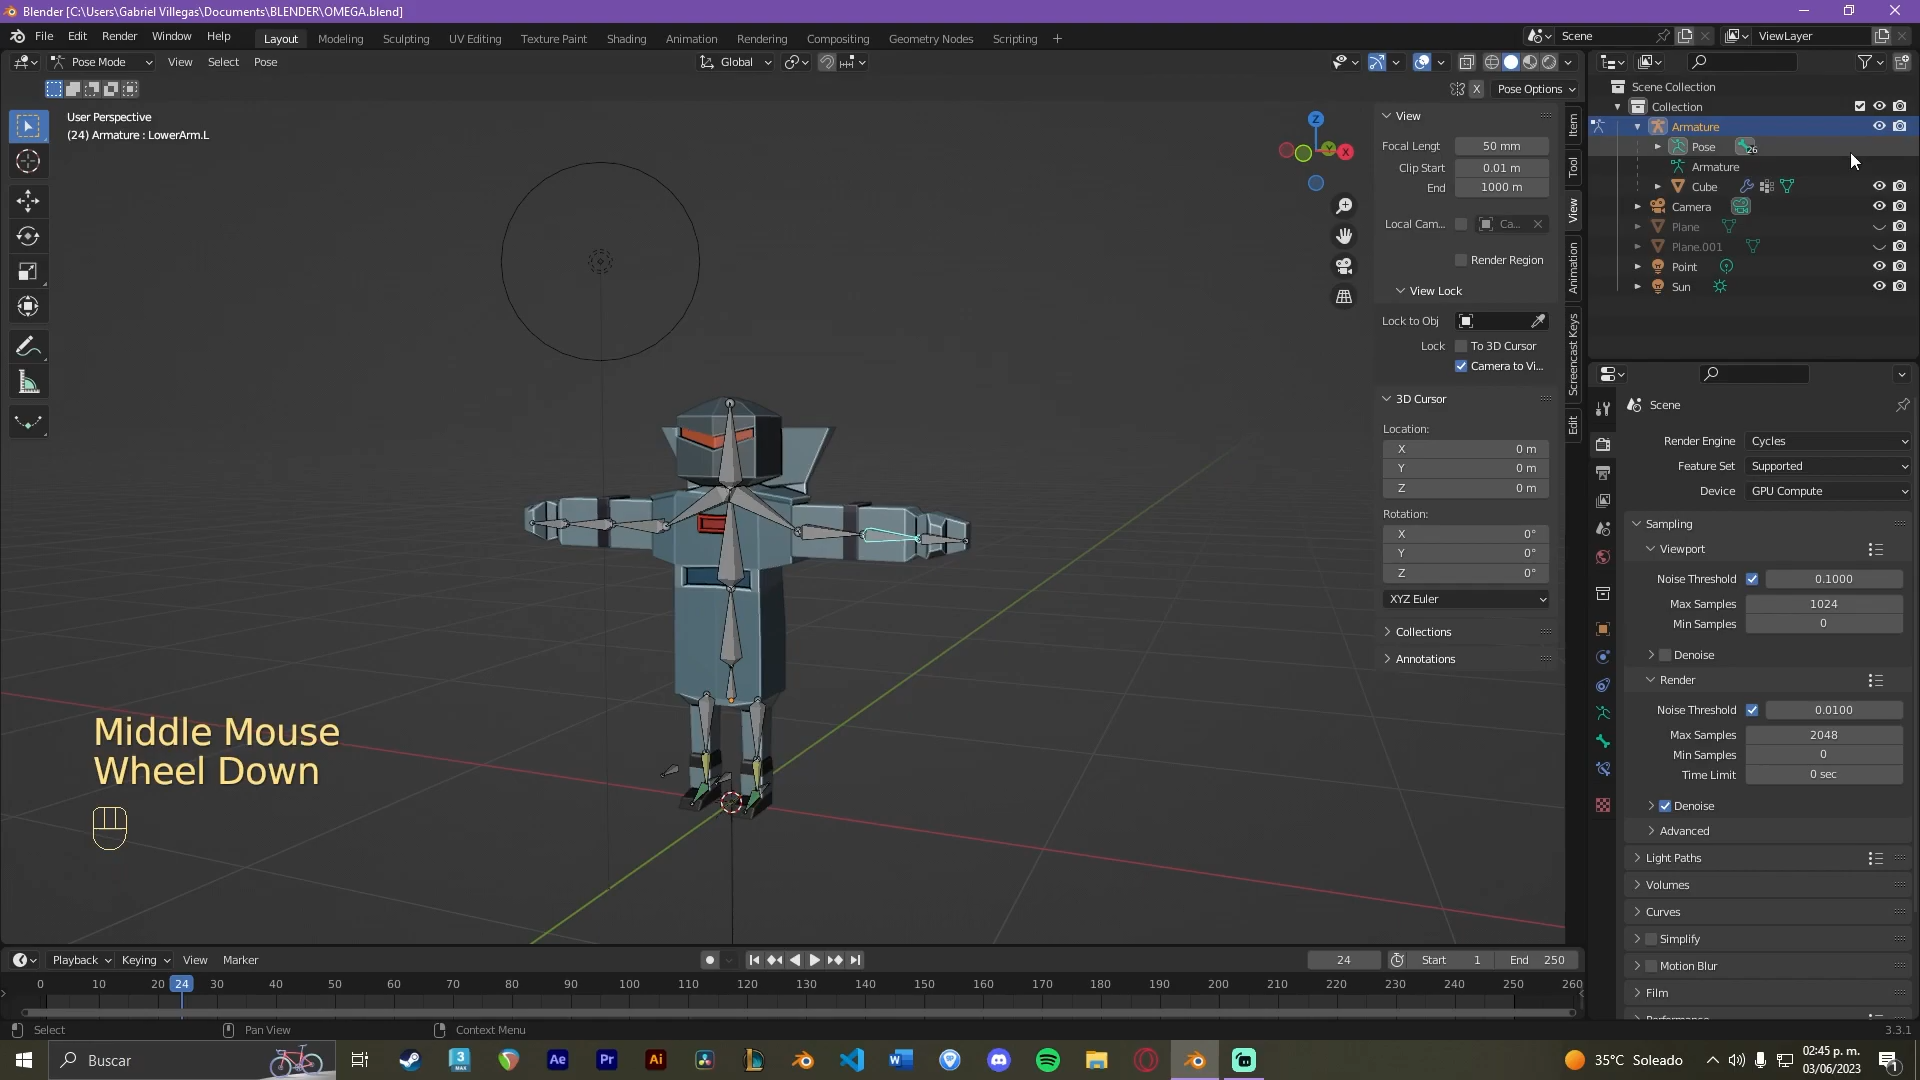 Blender [C:\Users\Gabriel Villegas\Documents\BLENDER\OMEGA.blend]
File Edit Render Window Help Layout Modeling Sculpting UV Editing Texture Paint Shading Animation Rendering Compositing Geometry Nodes Scripting + Scene ViewLayer
Pose Mode View Select Pose Global
X Pose Options
User Perspective
(24) Armature : LowerArm.L
View
Focal Lengt 50 mm
Clip Start 0.01 m
End 1000 m
Local Cam... Ca...
Render Region
View Lock
Lock to Obj
Lock To 3D Cursor
Camera to Vi...
3D Cursor
Location:
X 0 m
Y 0 m
Z 0 m
Rotation:
X 0°
Y 0°
Z 0°
XYZ Euler
Collections
Annotations
Item
Tool
View
Animation
Screencast Keys
Edit
Z
Y
X
Scene Collection
Collection
Armature
Pose 26
Armature
Cube
Camera
Plane
Plane.001
Point
Sun
Scene
Render Engine Cycles
Feature Set Supported
Device GPU Compute
Sampling
Viewport
Noise Threshold 0.1000
Max Samples 1024
Min Samples 0
Denoise
Render
Noise Threshold 0.0100
Max Samples 2048
Min Samples 0
Time Limit 0 sec
Denoise
Advanced
Light Paths
Volumes
Curves
Simplify
Motion Blur
Film
Middle Mouse
Wheel Down
Playback Keying View Marker 24 Start 1 End 250
0 10 20 24 30 40 50 60 70 80 90 100 110 120 130 140 150 160 170 180 190 200 210 220 230 240 250 260
Select Pan View Context Menu 3.3.1
Buscar 35°C Soleado 02:45 p. m.
03/06/2023